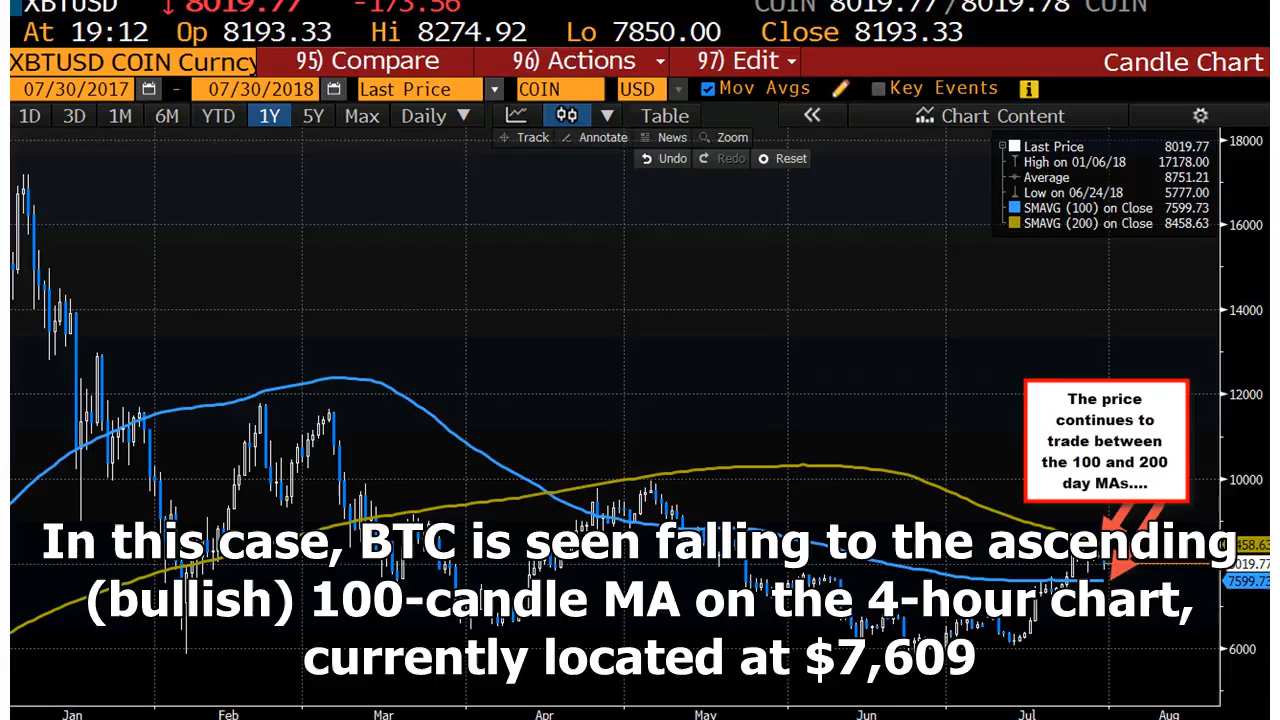 XBTUSD ↓ 8019.77 -173.56 COIN 8019.77/8019.78 COIN
At 19:12 Op 8193.33 Hi 8274.92 Lo 7850.00 Close 8193.33
XBTUSD COIN Curncy 95) Compare 96) Actions 97) Edit Candle Chart
07/30/2017 - 07/30/2018 Last Price COIN USD Mov Avgs Key Events
1D 3D 1M 6M YTD 1Y 5Y Max Daily Table Chart Content
Track Annotate News Zoom
Undo Redo Reset
Last Price 8019.77
High on 01/06/18 17178.00
Average 8751.21
Low on 06/24/18 5777.00
SMAVG (100) on Close 7599.73
SMAVG (200) on Close 8458.63
18000
16000
14000
12000
10000
The price
continues to
trade between
the 100 and 200
day MAs....
In this case, BTC is seen falling to the ascending
(bullish) 100-candle MA on the 4-hour chart,
currently located at $7,609
8458.63
8019.77
7599.73
6000
Jan Feb Mar Apr May Jun Jul Aug